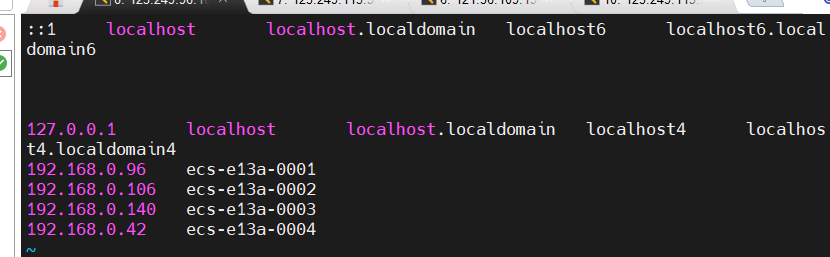 ::1 localhost localhost.localdomain localhost6 localhost6.local
domain6
127.0.0.1 localhost localhost.localdomain localhost4 localhos
t4.localdomain4
192.168.0.96 ecs-e13a-0001
192.168.0.106 ecs-e13a-0002
192.168.0.140 ecs-e13a-0003
192.168.0.42 ecs-e13a-0004
~